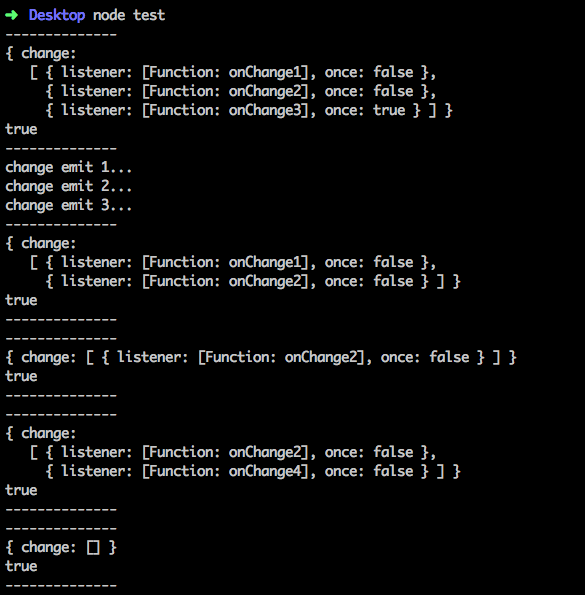 ➜ Desktop node test
--------------
{ change:
   [ { listener: [Function: onChange1], once: false },
     { listener: [Function: onChange2], once: false },
     { listener: [Function: onChange3], once: true } ] }
true
--------------
change emit 1...
change emit 2...
change emit 3...
--------------
{ change:
   [ { listener: [Function: onChange1], once: false },
     { listener: [Function: onChange2], once: false } ] }
true
--------------
--------------
{ change: [ { listener: [Function: onChange2], once: false } ] }
true
--------------
--------------
{ change:
   [ { listener: [Function: onChange2], once: false },
     { listener: [Function: onChange4], once: false } ] }
true
--------------
--------------
{ change: [] }
true
--------------